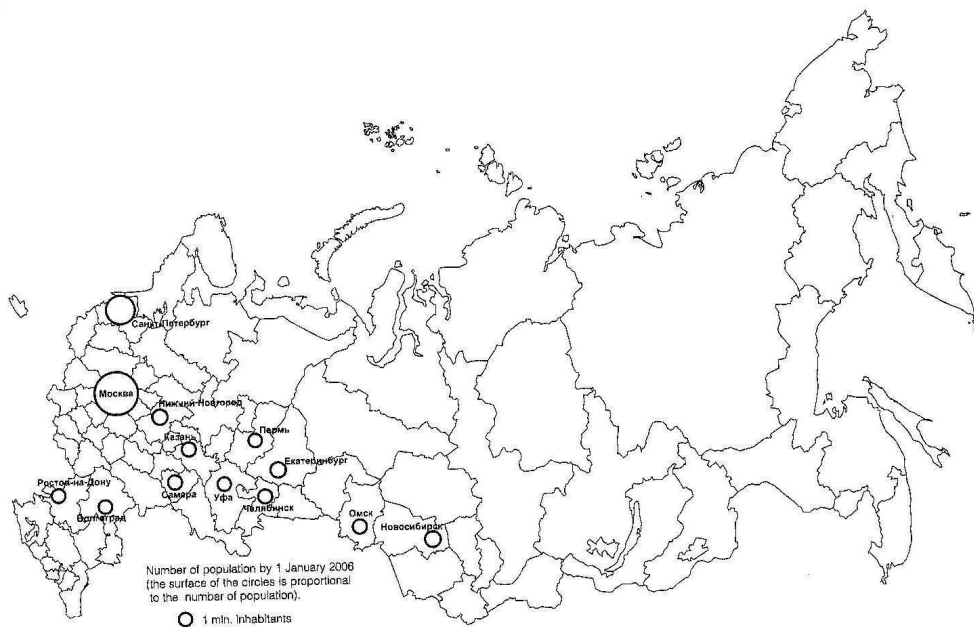 Санкт-Петербург
Москва
Нижний Новгород
Казань
Пермь
Екатеринбург
Ростов-на-Дону
Самара
Уфа
Челябинск
Волгоград
Омск
Новосибирск
Number of population by 1 January 2006
(the surface of the circles is proportional
to the number of population).
1 mln. inhabitants